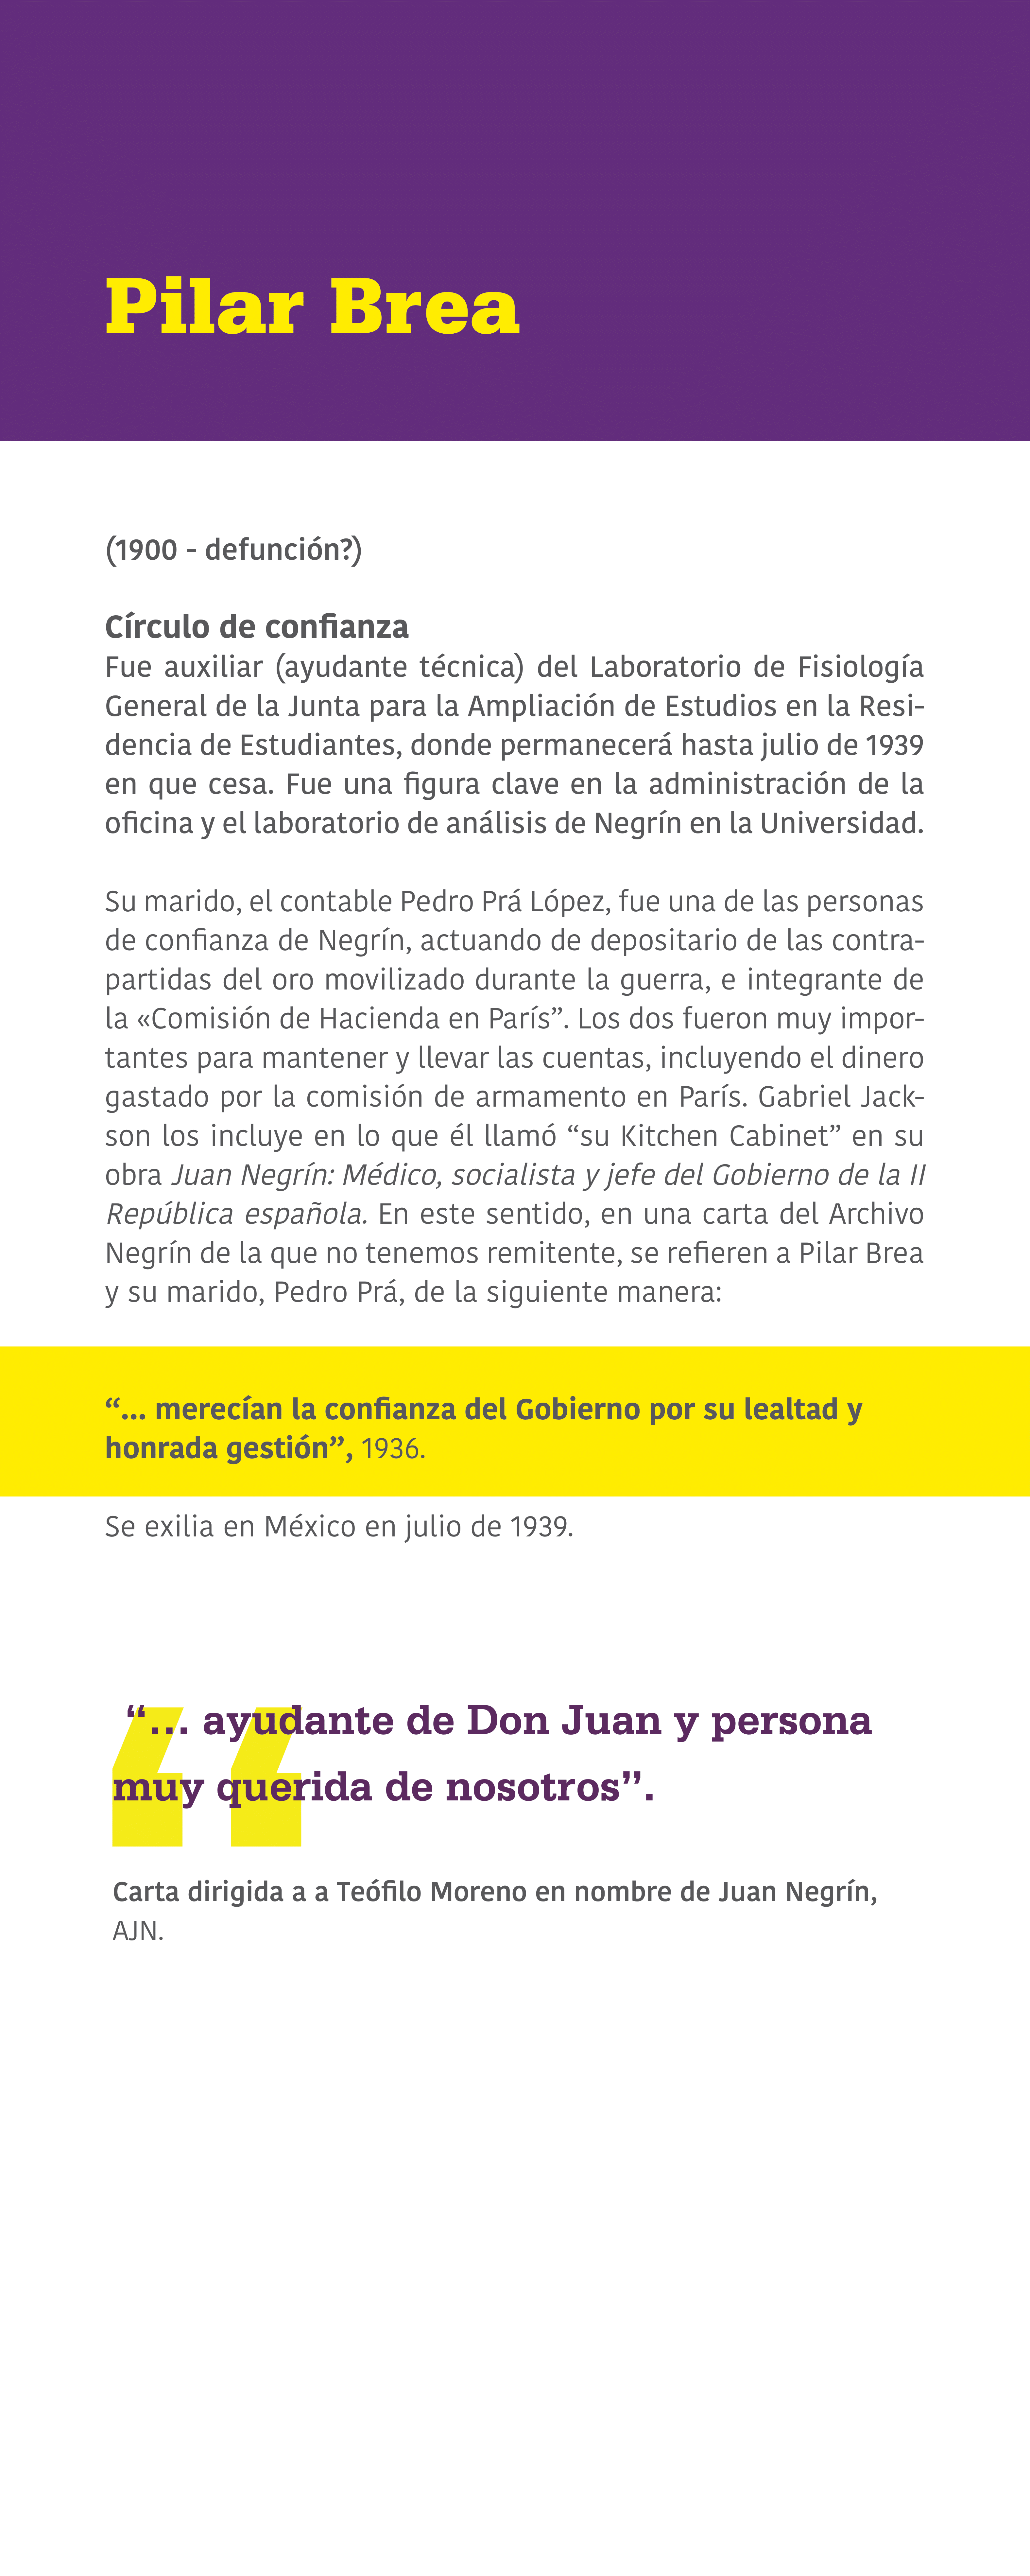 Pilar Brea
(1900 - defunción?)
Círculo de confianza
Fue auxiliar (ayudante técnica) del Laboratorio de Fisiología
General de la Junta para la Ampliación de Estudios en la Resi-
dencia de Estudiantes, donde permanecerá hasta julio de 1939
en que cesa. Fue una figura clave en la administración de la
oficina y el laboratorio de análisis de Negrín en la Universidad.
Su marido, el contable Pedro Prá López, fue una de las personas
de confianza de Negrín, actuando de depositario de las contra-
partidas del oro movilizado durante la guerra, e integrante de
la «Comisión de Hacienda en París”. Los dos fueron muy impor-
tantes para mantener y llevar las cuentas, incluyendo el dinero
gastado por la comisión de armamento en París. Gabriel Jack-
son los incluye en lo que él llamó “su Kitchen Cabinet” en su
obra Juan Negrín: Médico, socialista y jefe del Gobierno de la II
República española. En este sentido, en una carta del Archivo
Negrín de la que no tenemos remitente, se refieren a Pilar Brea
y su marido, Pedro Prá, de la siguiente manera:
“... merecían la confianza del Gobierno por su lealtad y
honrada gestión”, 1936.
Se exilia en México en julio de 1939.
“... ayudante de Don Juan y persona
muy querida de nosotros”.
Carta dirigida a a Teófilo Moreno en nombre de Juan Negrín,
AJN.